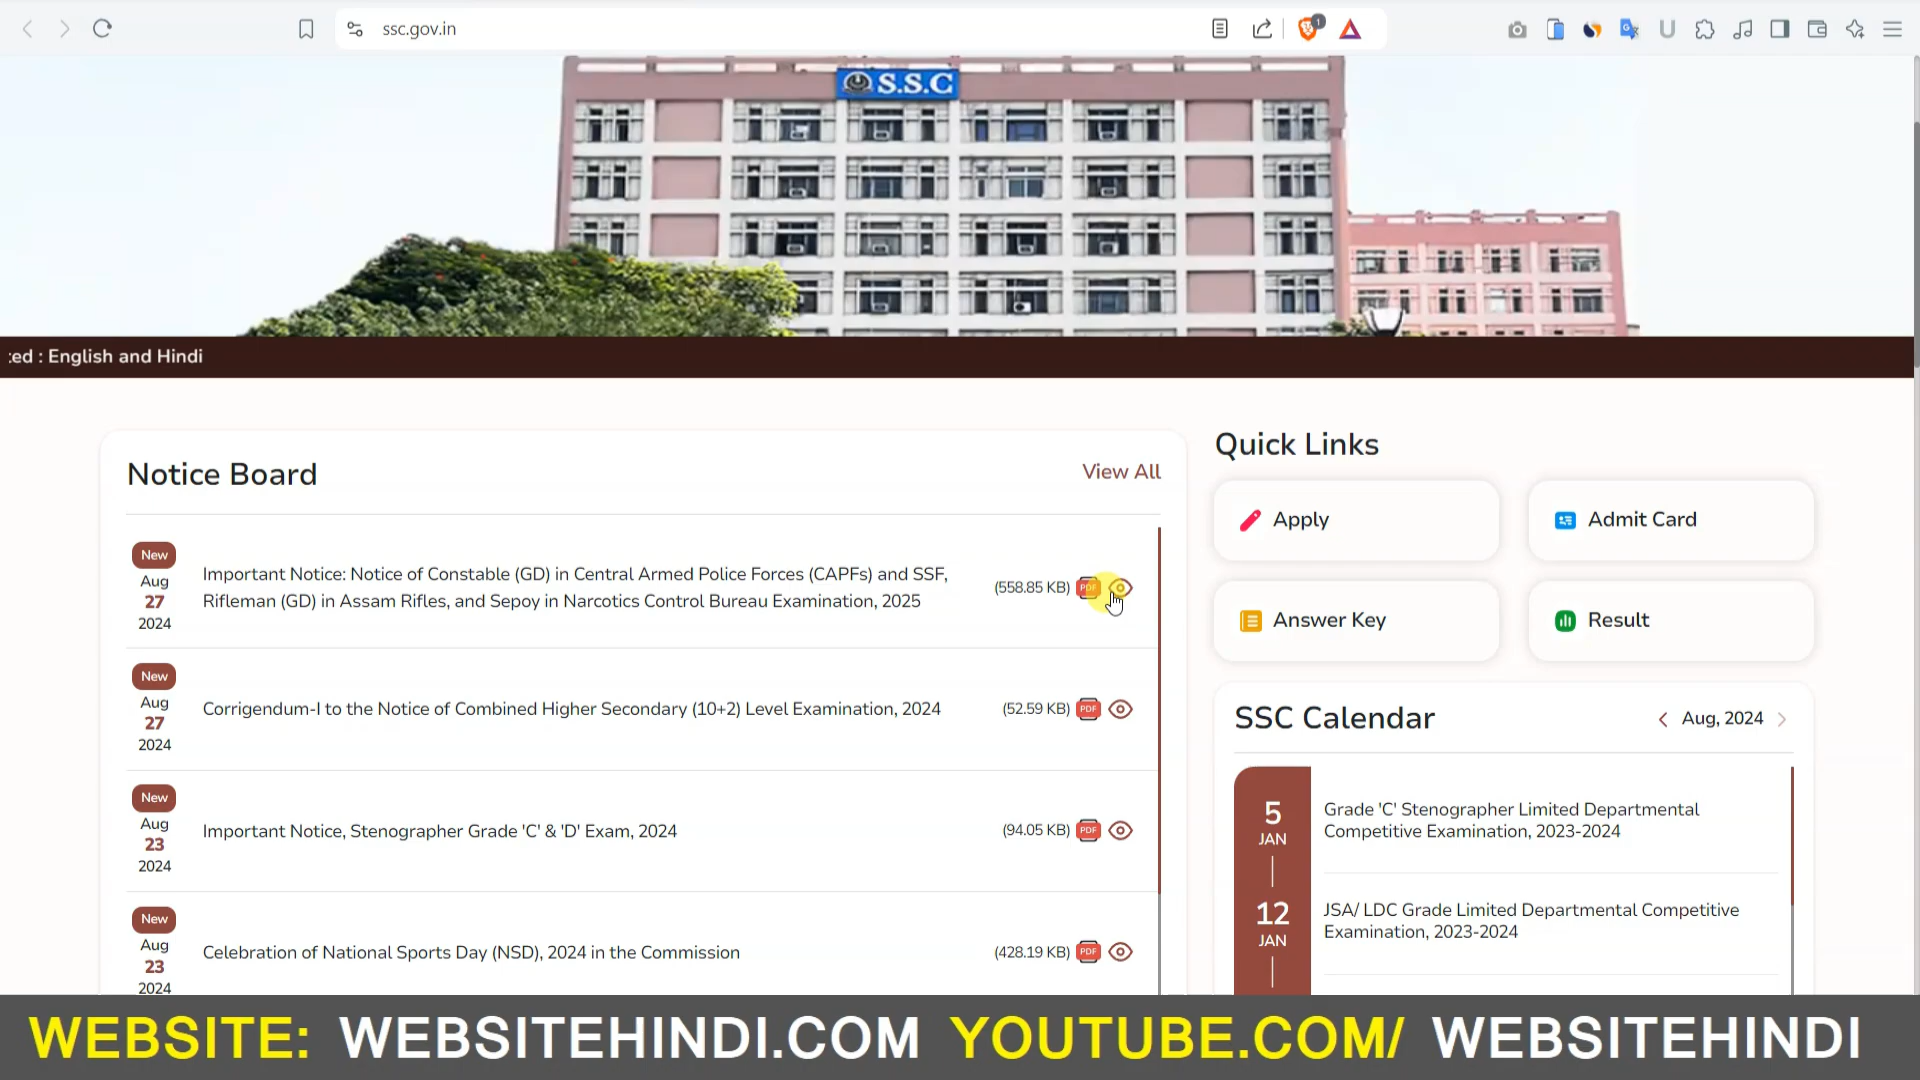 ssc.gov.in
1
S.S.C
ted : English and Hindi
Notice Board
View All
New
Aug
27
2024
Important Notice: Notice of Constable (GD) in Central Armed Police Forces (CAPFs) and SSF,
Rifleman (GD) in Assam Rifles, and Sepoy in Narcotics Control Bureau Examination, 2025
(558.85 KB)
PDF
New
Aug
27
2024
Corrigendum-I to the Notice of Combined Higher Secondary (10+2) Level Examination, 2024
(52.59 KB)
PDF
New
Aug
23
2024
Important Notice, Stenographer Grade 'C' & 'D' Exam, 2024
(94.05 KB)
PDF
New
Aug
23
2024
Celebration of National Sports Day (NSD), 2024 in the Commission
(428.19 KB)
PDF
Quick Links
Apply
Admit Card
Answer Key
Result
SSC Calendar
Aug, 2024
5
JAN
Grade 'C' Stenographer Limited Departmental
Competitive Examination, 2023-2024
12
JAN
JSA/ LDC Grade Limited Departmental Competitive
Examination, 2023-2024
WEBSITE: WEBSITEHINDI.COM YOUTUBE.COM/ WEBSITEHINDI